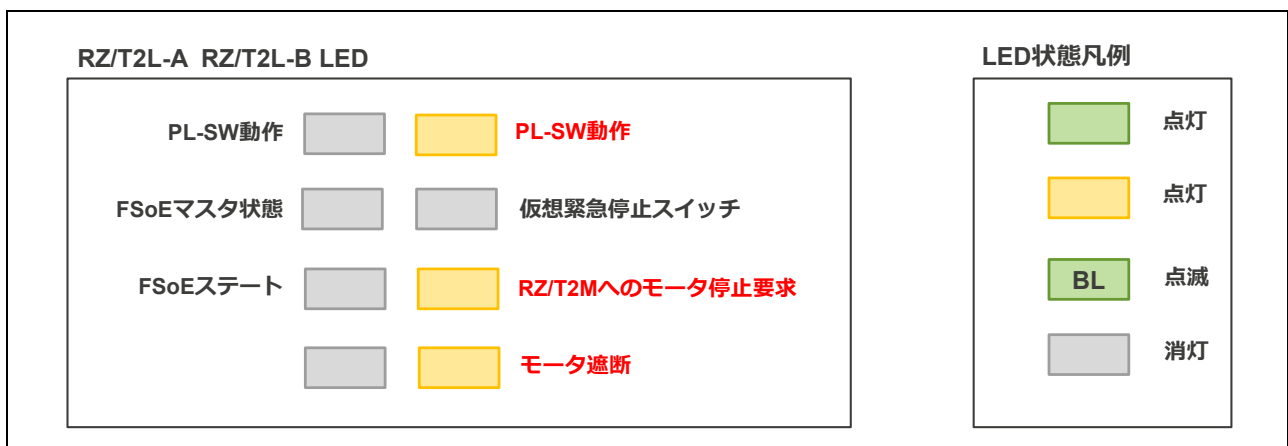 RZ/T2L-A RZ/T2L-B LED
PL-SW動作
PL-SW動作
FSoEマスタ状態
仮想緊急停止スイッチ
FSoEステート
RZ/T2Mへのモータ停止要求
モータ遮断
LED状態凡例
点灯
点灯
BL
点滅
消灯